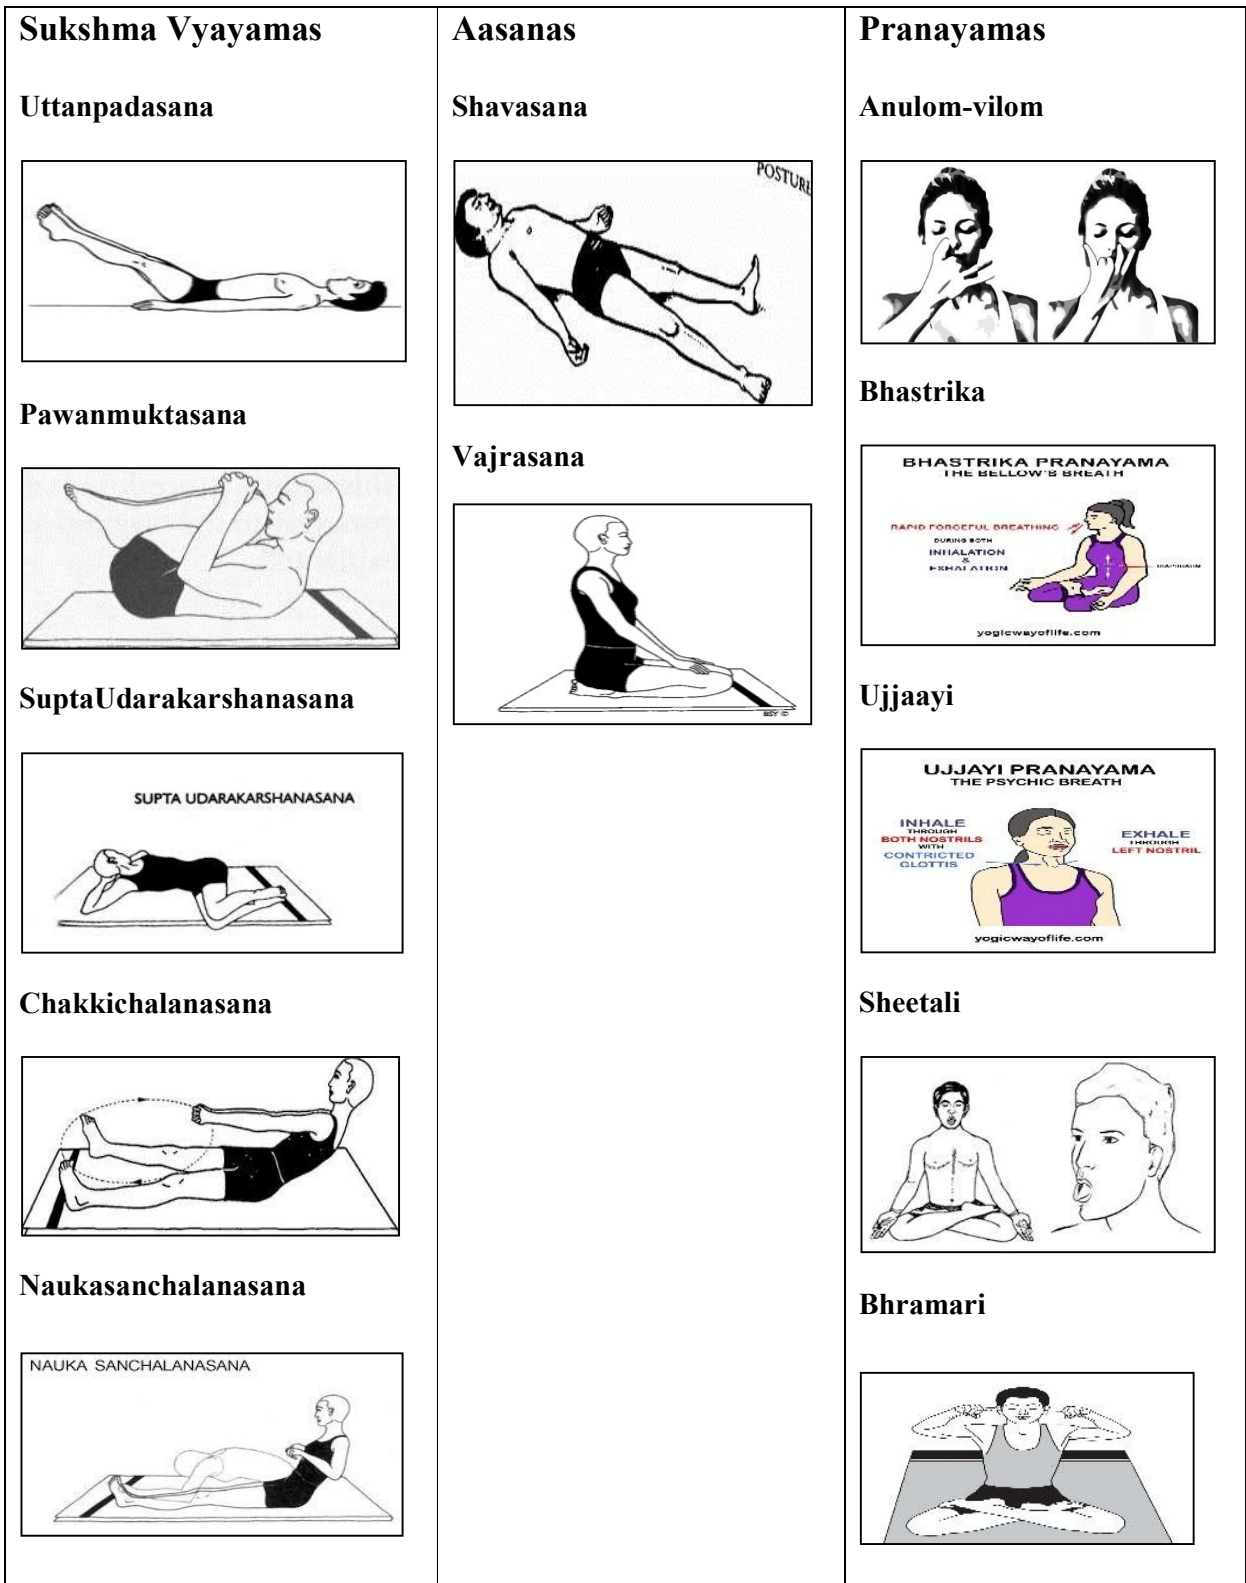 Sukshma Vyayamas
Uttanpadasana
Pawanmuktasana
SuptaUdarakarshanasana
SUPTA UDARAKARSHANASANA
Chakkichalanasana
Naukasanchalanasana
NAUKA SANCHALANASANA
Aasanas
Shavasana
POSTURE
Vajrasana
Pranayamas
Anulom-vilom
Bhastrika
BHASTRIKA PRANAYAMA
THE BELLOW'S BREATH
RAPID FORCEFUL BREATHING
DURING BOTH
INHALATION
&
EXHALATION
yogicwayoflife.com
Ujjaayi
UJJAYI PRANAYAMA
THE PSYCHIC BREATH
INHALE
THROUGH
BOTH NOSTRILS
WITH
CONTRICTED
GLOTTIS
EXHALE
THROUGH
LEFT NOSTRIL
yogicwayoflife.com
Sheetali
Bhramari